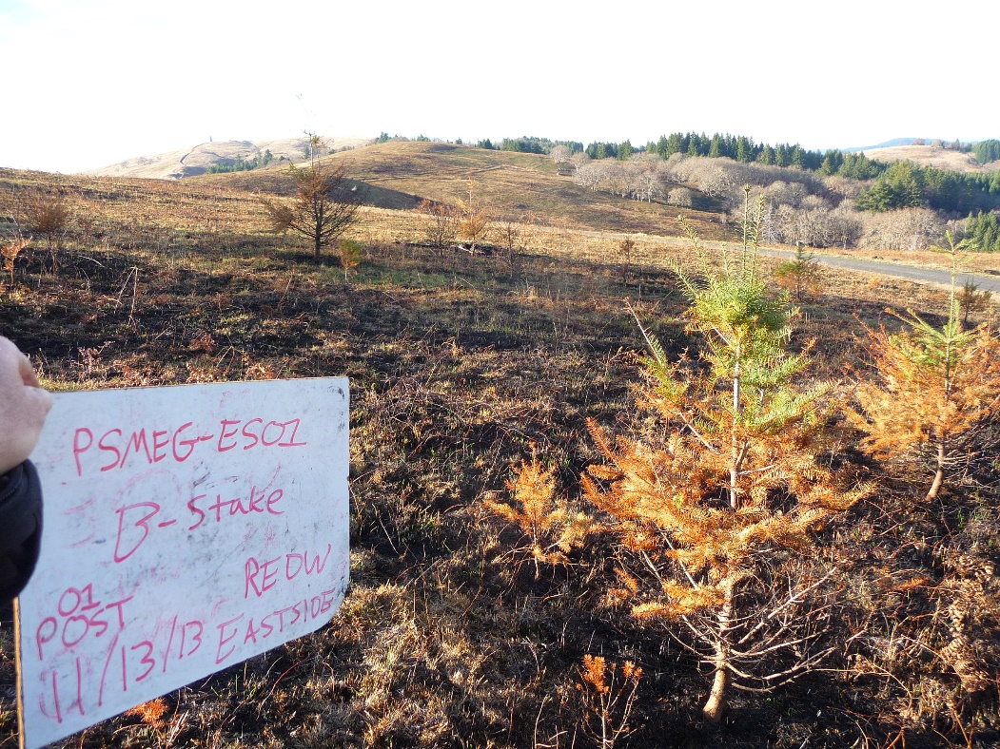 PSMEG-ES01
B-Stake
REDW
01
POST
EASTSIDE
11/13/13